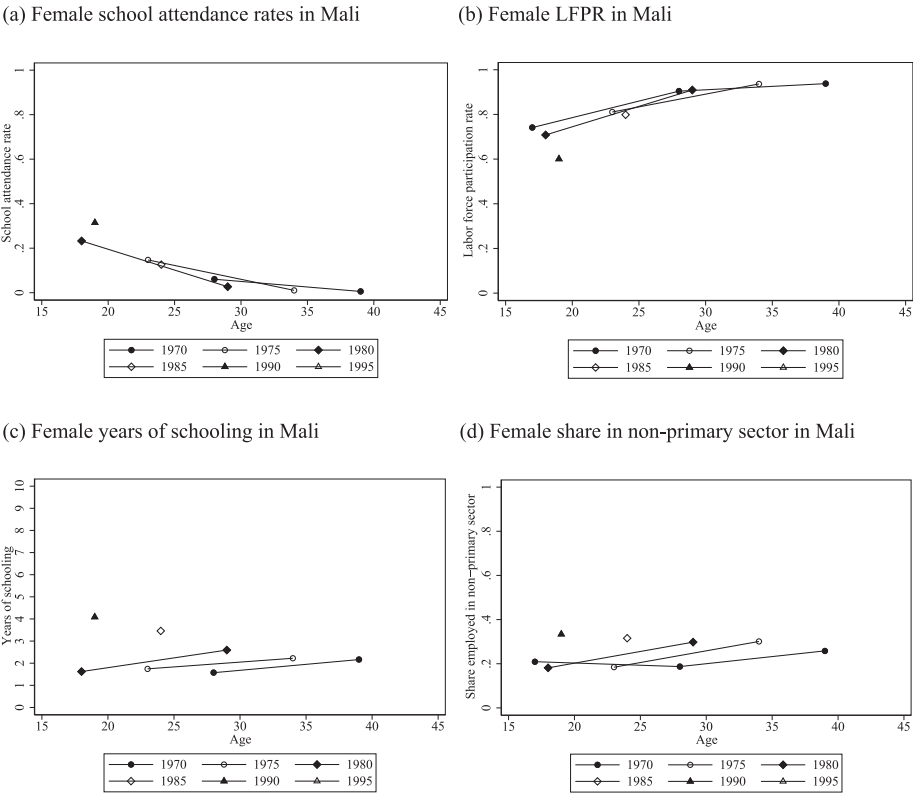 (a) Female school attendance rates in Mali
School attendance rate
1
.8
.6
.4
.2
0
15 20 25 30 35 40 45
Age
1970 1975 1980
1985 1990 1995
(b) Female LFPR in Mali
Labor force participation rate
1
.8
.6
.4
.2
0
15 20 25 30 35 40 45
Age
1970 1975 1980
1985 1990 1995
(c) Female years of schooling in Mali
Years of schooling
10
9
8
7
6
5
4
3
2
1
0
15 20 25 30 35 40 45
Age
1970 1975 1980
1985 1990 1995
(d) Female share in non-primary sector in Mali
Share employed in non−primary sector
1
.8
.6
.4
.2
0
15 20 25 30 35 40 45
Age
1970 1975 1980
1985 1990 1995